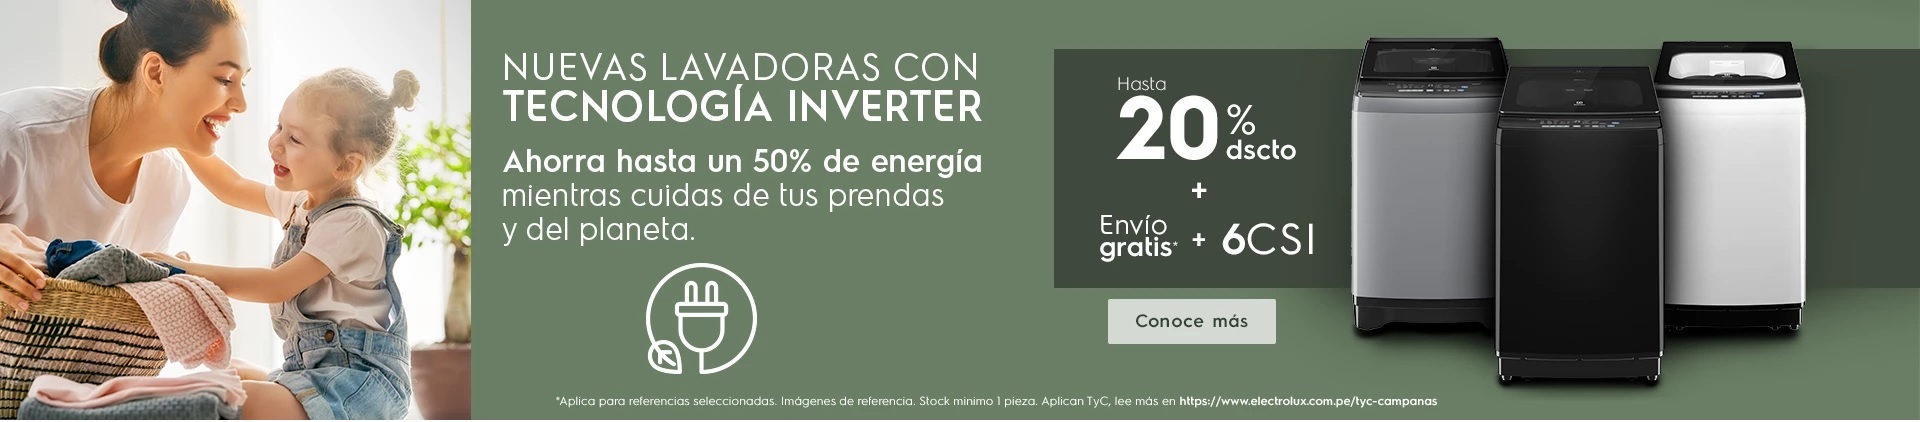 NUEVAS LAVADORAS CON
TECNOLOGÍA INVERTER
Ahorra hasta un 50% de energía
mientras cuidas de tus prendas
y del planeta.
Hasta
20% dscto
+
Envío gratis* + 6CSI
Conoce más
*Aplica para referencias seleccionadas. Imágenes de referencia. Stock minimo 1 pieza. Aplican TyC, lee más en https://www.electrolux.com.pe/tyc-campanas